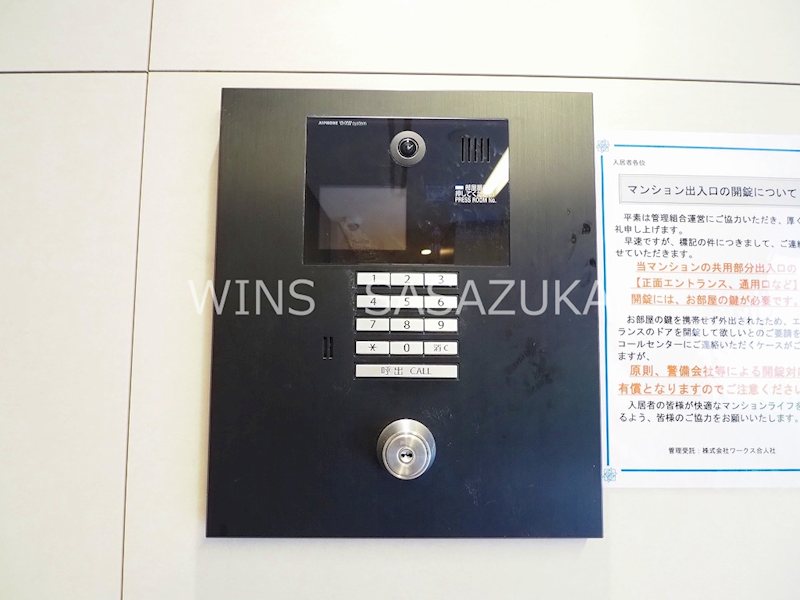 AIPHONE system
部屋番
押してく
PRESS ROOM No.
1 2 3
4 5 6
7 8 9
* 0 消C
呼出 CALL
WINS SASAZUKA
入居者各位
マンション出入口の開錠について
平素は管理組合運営にご協力いただき、厚く
礼申し上げます。
早速ですが、標記の件につきまして、ご連絡
せていただきます。
当マンションの共用部分出入口の
【正面エントランス、通用口など】
開錠には、お部屋の鍵が必要です。
お部屋の鍵を携帯せず外出されたため、エ
ランスのドアを開錠して欲しいとのご要請を
コールセンターにご連絡いただくケースがご
ますが、
原則、警備会社等による開錠対
有償となりますのでご注意ください
入居者の皆様が快適なマンションライフを
るよう、皆様のご協力をお願いいたします。
管理受託：株式会社ワークス合人社